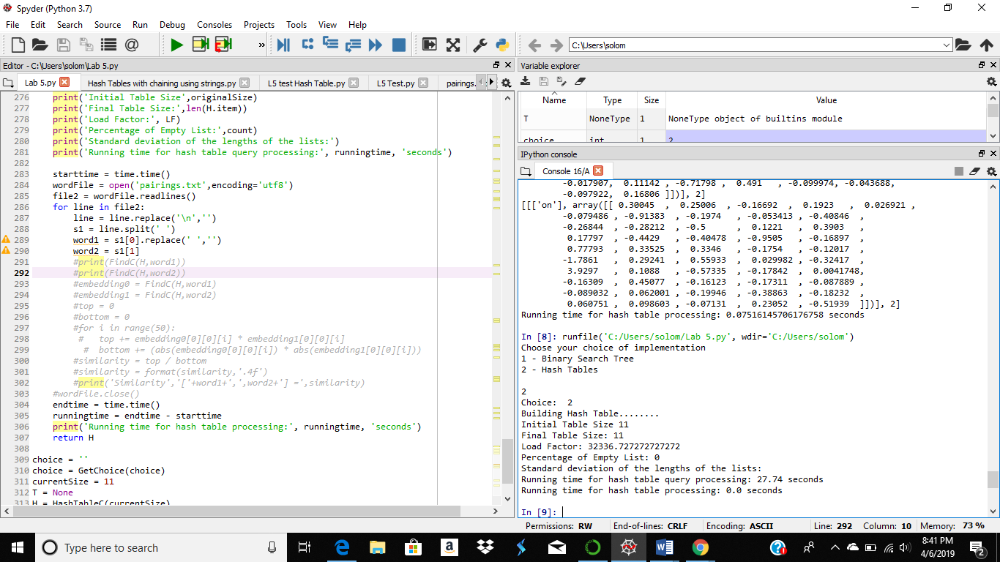 Spyder (Python 3.7)
File Edit Search Source Run Debug Consoles Projects Tools View Help
C:\Users\solom
Editor - C:\Users\solom\Lab 5.py
Lab 5.py Hash Tables with chaining using strings.py L5 test Hash Table.py L5 Test.py pairings.
276 print('Initial Table Size',originalSize)
277 print('Final Table Size:',len(H.item))
278 print('Load Factor:', LF)
279 print('Percentage of Empty List:',count)
280 print('Standard deviation of the lengths of the lists:')
281 print('Running time for hash table query processing:', runningtime, 'seconds')
282
283 starttime = time.time()
284 wordFile = open('pairings.txt',encoding='utf8')
285 file2 = wordFile.readlines()
286 for line in file2:
287 line = line.replace('\n','')
288 s1 = line.split(' ')
289 word1 = s1[0].replace(' ','')
290 word2 = s1[1]
291 #print(FindC(H,word1))
292 #print(FindC(H,word2))
293 #embedding0 = FindC(H,word1)
294 #embedding1 = FindC(H,word2)
295 #top = 0
296 #bottom = 0
297 #for i in range(50):
298 # top += embedding0[0][0][i] * embedding1[0][0][i]
299 # bottom += (abs(embedding0[0][0][i]) * abs(embedding1[0][0][i]))
300 #similarity = top / bottom
301 #similarity = format(similarity,'.4f')
302 #print('Similarity','['+word1+',',word2+'] =',similarity)
303 #wordFile.close()
304 endtime = time.time()
305 runningtime = endtime - starttime
306 print('Running time for hash table processing:', runningtime, 'seconds')
307 return H
308
309 choice = ''
310 choice = GetChoice(choice)
311 currentSize = 11
312 T = None
313 H = HashTableC(currentSize)
Variable explorer
Name Type Size Value
T NoneType 1 NoneType object of builtins module
choice int 1 2
IPython console
Console 16/A
-0.017907, 0.11142 , -0.71798 , 0.491 , -0.099974, -0.043688,
-0.097922, 0.16806 ]])], 2]
[[['on'], array([[ 0.30045 , 0.25006 , -0.16692 , 0.1923 , 0.026921 ,
-0.079486 , -0.91383 , -0.1974 , -0.053413 , -0.40846 ,
-0.26844 , -0.28212 , -0.5 , 0.1221 , 0.3903 ,
0.17797 , -0.4429 , -0.40478 , -0.9505 , -0.16897 ,
0.77793 , 0.33525 , 0.3346 , -0.1754 , -0.12017 ,
-1.7861 , 0.29241 , 0.55933 , 0.029982 , -0.32417 ,
3.9297 , 0.1088 , -0.57335 , -0.17842 , 0.0041748,
-0.16309 , 0.45077 , -0.16123 , -0.17311 , -0.087889 ,
-0.089032 , 0.062001 , -0.19946 , -0.38863 , -0.18232 ,
0.060751 , 0.098603 , -0.07131 , 0.23052 , -0.51939 ]])], 2]
Running time for hash table processing: 0.07516145706176758 seconds
In [8]: runfile('C:/Users/solom/Lab 5.py', wdir='C:/Users/solom')
Choose your choice of implementation
1 - Binary Search Tree
2 - Hash Tables
2
Choice: 2
Building Hash Table........
Initial Table Size 11
Final Table Size: 11
Load Factor: 32336.727272727272
Percentage of Empty List: 0
Standard deviation of the lengths of the lists:
Running time for hash table query processing: 27.74 seconds
Running time for hash table processing: 0.0 seconds
In [9]:
Permissions: RW End-of-lines: CRLF Encoding: ASCII Line: 292 Column: 10 Memory: 73 %
Type here to search
8:41 PM
4/6/2019
2